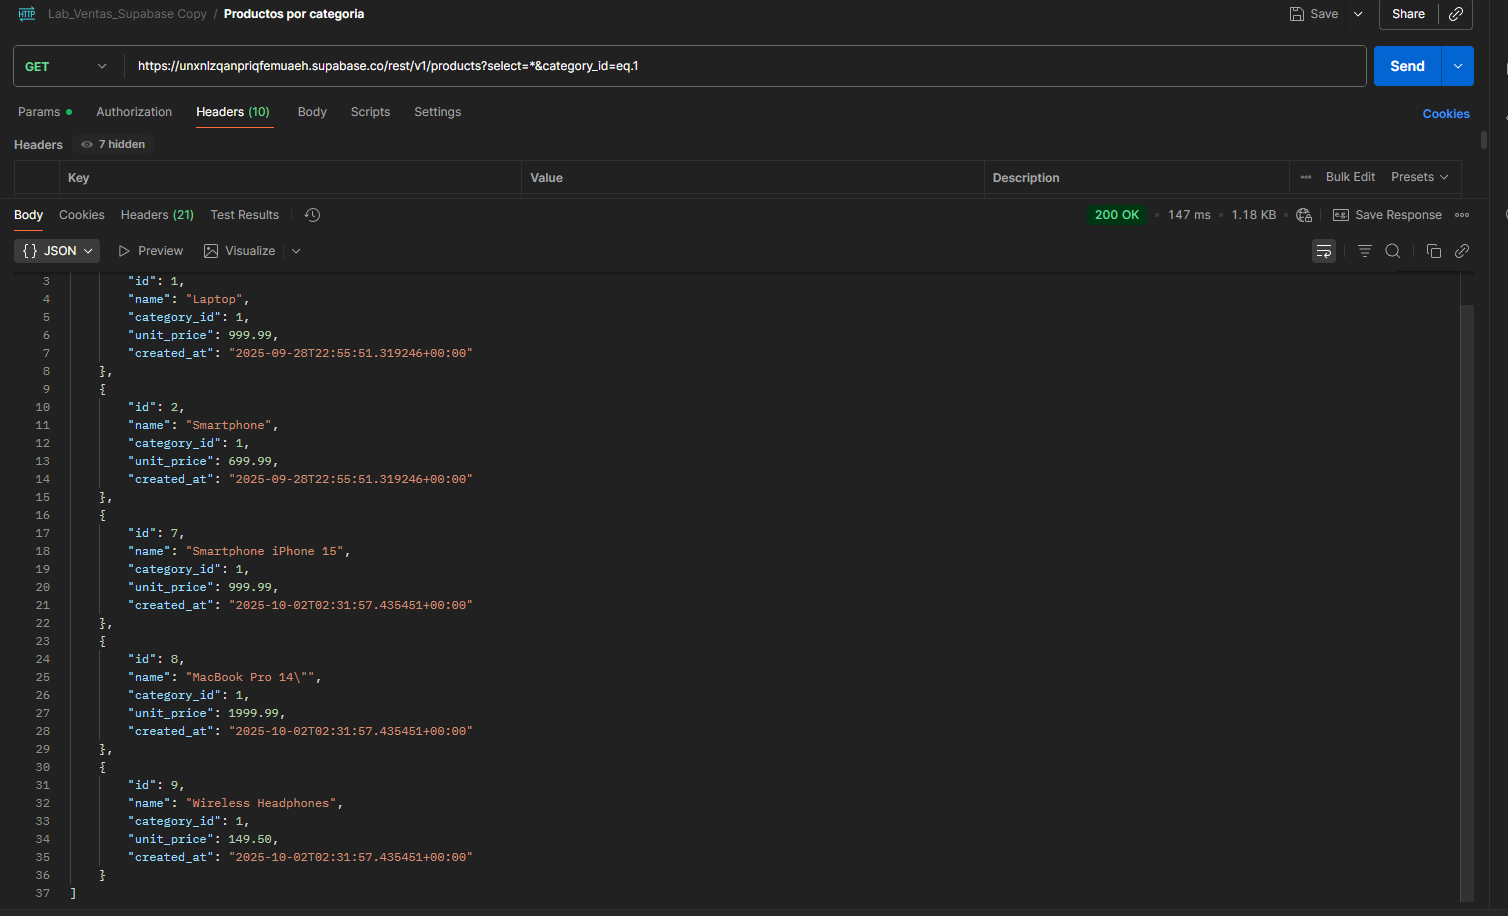 HTTP Lab_Ventas_Supabase Copy / Productos por categoria Save Share
GET https://unxnlzqanpriqfemuaeh.supabase.co/rest/v1/products?select=*&category_id=eq.1 Send
Params Authorization Headers (10) Body Scripts Settings Cookies
Headers 7 hidden
Key Value Description Bulk Edit Presets
Body Cookies Headers (21) Test Results 200 OK 147 ms 1.18 KB e.g. Save Response
{} JSON Preview Visualize
3 "id": 1,
4 "name": "Laptop",
5 "category_id": 1,
6 "unit_price": 999.99,
7 "created_at": "2025-09-28T22:55:51.319246+00:00"
8 },
9 {
10 "id": 2,
11 "name": "Smartphone",
12 "category_id": 1,
13 "unit_price": 699.99,
14 "created_at": "2025-09-28T22:55:51.319246+00:00"
15 },
16 {
17 "id": 7,
18 "name": "Smartphone iPhone 15",
19 "category_id": 1,
20 "unit_price": 999.99,
21 "created_at": "2025-10-02T02:31:57.435451+00:00"
22 },
23 {
24 "id": 8,
25 "name": "MacBook Pro 14\"",
26 "category_id": 1,
27 "unit_price": 1999.99,
28 "created_at": "2025-10-02T02:31:57.435451+00:00"
29 },
30 {
31 "id": 9,
32 "name": "Wireless Headphones",
33 "category_id": 1,
34 "unit_price": 149.50,
35 "created_at": "2025-10-02T02:31:57.435451+00:00"
36 }
37 ]